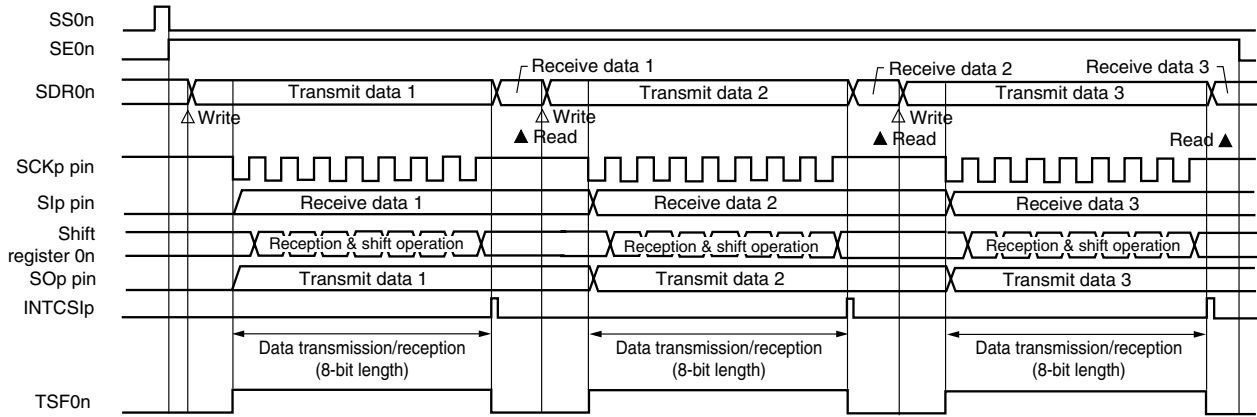 SS0n
SE0n
Receive data 1
Receive data 2
Receive data 3
SDR0n
Transmit data 1
Transmit data 2
Transmit data 3
△ Write
△ Write
△ Write
▲ Read
▲ Read
Read ▲
SCKp pin
SIp pin
Receive data 1
Receive data 2
Receive data 3
Shift
register 0n
Reception & shift operation
Reception & shift operation
Reception & shift operation
SOp pin
Transmit data 1
Transmit data 2
Transmit data 3
INTCSIp
Data transmission/reception
(8-bit length)
Data transmission/reception
(8-bit length)
Data transmission/reception
(8-bit length)
TSF0n